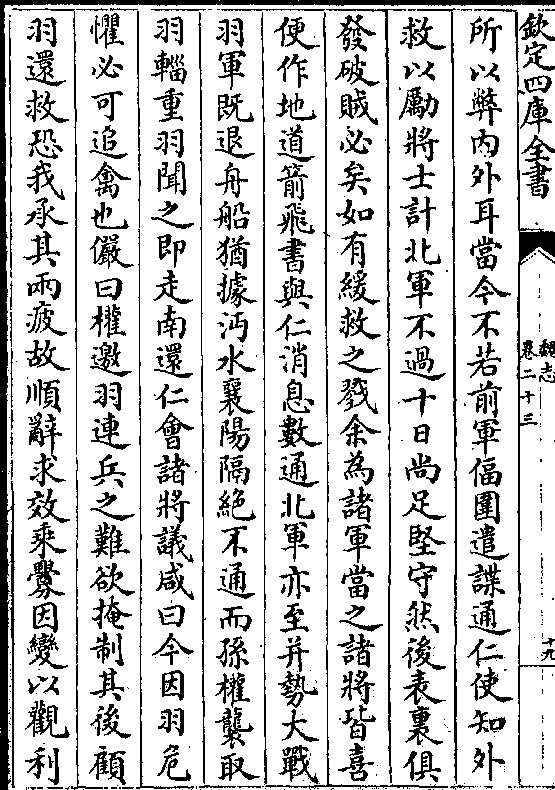 欽定四庫全書
魏志
卷二十三
十九
所以弊内外耳當今不若前軍偪圍遣諜通仁使知外
救以勵將士計北軍不過十日尚足堅守然後表裏俱
發破賊必矣如有緩救之戮余為諸軍當之諸將皆喜
便作地道箭飛書與仁消息數通北軍亦至并勢大戰
羽軍既退舟船猶據沔水襄陽隔絶不通而孫權襲取
羽輜重羽聞之即走南還仁會諸將議咸曰今因羽危
懼必可追禽也儼曰權邀羽連兵之難欲掩制其後顧
羽還救恐我承其兩疲故順辭求效乘釁因變以觀利